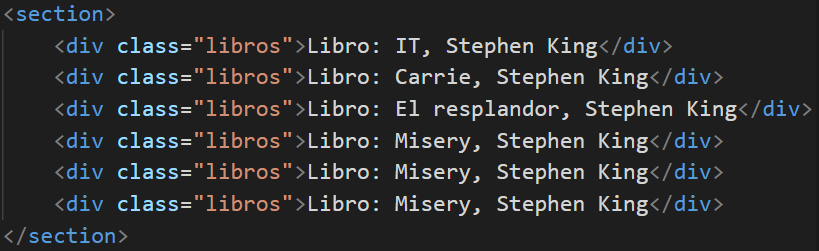 <section>
    <div class="libros">Libro: IT, Stephen King</div>
    <div class="libros">Libro: Carrie, Stephen King</div>
    <div class="libros">Libro: El resplandor, Stephen King</div>
    <div class="libros">Libro: Misery, Stephen King</div>
    <div class="libros">Libro: Misery, Stephen King</div>
    <div class="libros">Libro: Misery, Stephen King</div>
</section>